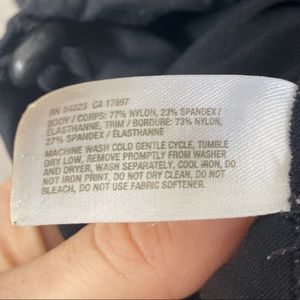 RN 54023 CA 17897
BODY / CORPS: 77% NYLON, 23% SPANDEX /
ÉLASTHANNE, TRIM / BORDURE: 73% NYLON,
27% SPANDEX / ÉLASTHANNE
MACHINE WASH COLD GENTLE CYCLE, TUMBLE
DRY LOW, REMOVE PROMPTLY FROM WASHER
AND DRYER, WASH SEPARATELY, COOL IRON, DO
NOT IRON PRINT, DO NOT DRY CLEAN, DO NOT
BLEACH, DO NOT USE FABRIC SOFTENER.